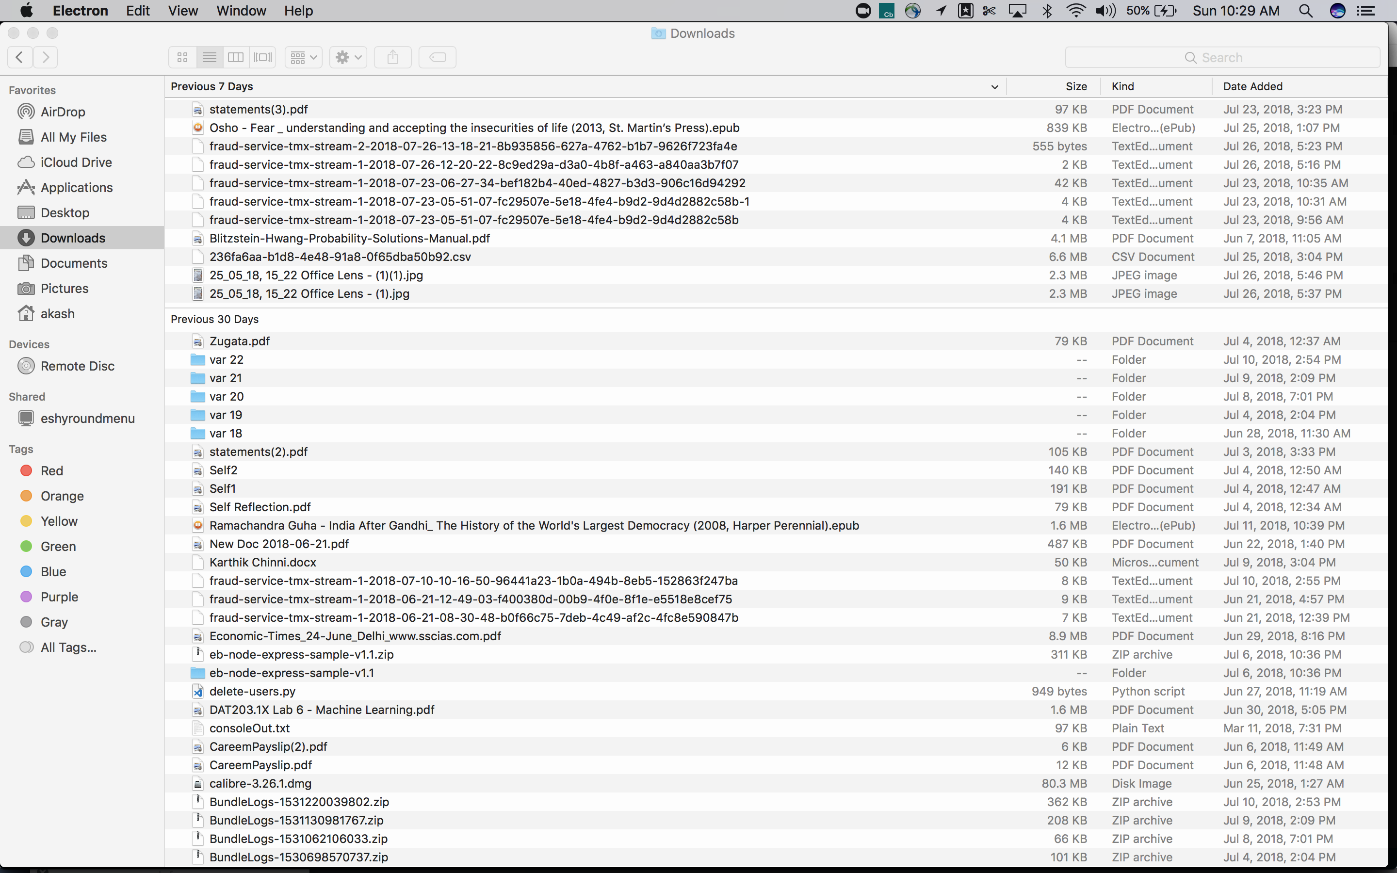 Electron Edit View Window Help 50% Sun 10:29 AM
Downloads
Search
Favorites
AirDrop
All My Files
iCloud Drive
Applications
Desktop
Downloads
Documents
Pictures
akash
Devices
Remote Disc
Shared
eshyroundmenu
Tags
Red
Orange
Yellow
Green
Blue
Purple
Gray
All Tags...
Previous 7 Days Size Kind Date Added
statements(3).pdf 97 KB PDF Document Jul 23, 2018, 3:23 PM
Osho - Fear _ understanding and accepting the insecurities of life (2013, St. Martin's Press).epub 839 KB Electro...(ePub) Jul 25, 2018, 1:07 PM
fraud-service-tmx-stream-2-2018-07-26-13-18-21-8b935856-627a-4762-b1b7-9626f723fa4e 555 bytes TextEd...ument Jul 26, 2018, 5:23 PM
fraud-service-tmx-stream-1-2018-07-26-12-20-22-8c9ed29a-d3a0-4b8f-a463-a840aa3b7f07 2 KB TextEd...ument Jul 26, 2018, 5:16 PM
fraud-service-tmx-stream-1-2018-07-23-06-27-34-bef182b4-40ed-4827-b3d3-906c16d94292 42 KB TextEd...ument Jul 23, 2018, 10:35 AM
fraud-service-tmx-stream-1-2018-07-23-05-51-07-fc29507e-5e18-4fe4-b9d2-9d4d2882c58b-1 4 KB TextEd...ument Jul 23, 2018, 10:31 AM
fraud-service-tmx-stream-1-2018-07-23-05-51-07-fc29507e-5e18-4fe4-b9d2-9d4d2882c58b 4 KB TextEd...ument Jul 23, 2018, 9:56 AM
Blitzstein-Hwang-Probability-Solutions-Manual.pdf 4.1 MB PDF Document Jun 7, 2018, 11:05 AM
236fa6aa-b1d8-4e48-91a8-0f65dba50b92.csv 6.6 MB CSV Document Jul 25, 2018, 3:04 PM
25_05_18, 15_22 Office Lens - (1)(1).jpg 2.3 MB JPEG image Jul 26, 2018, 5:46 PM
25_05_18, 15_22 Office Lens - (1).jpg 2.3 MB JPEG image Jul 26, 2018, 5:37 PM
Previous 30 Days
Zugata.pdf 79 KB PDF Document Jul 4, 2018, 12:37 AM
var 22 -- Folder Jul 10, 2018, 2:54 PM
var 21 -- Folder Jul 9, 2018, 2:09 PM
var 20 -- Folder Jul 8, 2018, 7:01 PM
var 19 -- Folder Jul 4, 2018, 2:04 PM
var 18 -- Folder Jun 28, 2018, 11:30 AM
statements(2).pdf 105 KB PDF Document Jul 3, 2018, 3:33 PM
Self2 140 KB PDF Document Jul 4, 2018, 12:50 AM
Self1 191 KB PDF Document Jul 4, 2018, 12:47 AM
Self Reflection.pdf 79 KB PDF Document Jul 4, 2018, 12:34 AM
Ramachandra Guha - India After Gandhi_ The History of the World's Largest Democracy (2008, Harper Perennial).epub 1.6 MB Electro...(ePub) Jul 11, 2018, 10:39 PM
New Doc 2018-06-21.pdf 487 KB PDF Document Jun 22, 2018, 1:40 PM
Karthik Chinni.docx 50 KB Micros...cument Jul 9, 2018, 3:04 PM
fraud-service-tmx-stream-1-2018-07-10-10-16-50-96441a23-1b0a-494b-8eb5-152863f247ba 8 KB TextEd...ument Jul 10, 2018, 2:55 PM
fraud-service-tmx-stream-1-2018-06-21-12-49-03-f400380d-00b9-4f0e-8f1e-e5518e8cef75 9 KB TextEd...ument Jun 21, 2018, 4:57 PM
fraud-service-tmx-stream-1-2018-06-21-08-30-48-b0f66c75-7deb-4c49-af2c-4fc8e590847b 7 KB TextEd...ument Jun 21, 2018, 12:39 PM
Economic-Times_24-June_Delhi_www.sscias.com.pdf 8.9 MB PDF Document Jun 29, 2018, 8:16 PM
eb-node-express-sample-v1.1.zip 311 KB ZIP archive Jul 6, 2018, 10:36 PM
eb-node-express-sample-v1.1 -- Folder Jul 6, 2018, 10:36 PM
delete-users.py 949 bytes Python script Jun 27, 2018, 11:19 AM
DAT203.1X Lab 6 - Machine Learning.pdf 1.6 MB PDF Document Jun 30, 2018, 5:05 PM
consoleOut.txt 97 KB Plain Text Mar 11, 2018, 7:31 PM
CareemPayslip(2).pdf 6 KB PDF Document Jun 6, 2018, 11:49 AM
CareemPayslip.pdf 12 KB PDF Document Jun 6, 2018, 11:48 AM
calibre-3.26.1.dmg 80.3 MB Disk Image Jun 25, 2018, 1:27 AM
BundleLogs-1531220039802.zip 362 KB ZIP archive Jul 10, 2018, 2:53 PM
BundleLogs-1531130981767.zip 208 KB ZIP archive Jul 9, 2018, 2:09 PM
BundleLogs-1531062106033.zip 66 KB ZIP archive Jul 8, 2018, 7:01 PM
BundleLogs-1530698570737.zip 101 KB ZIP archive Jul 4, 2018, 2:04 PM